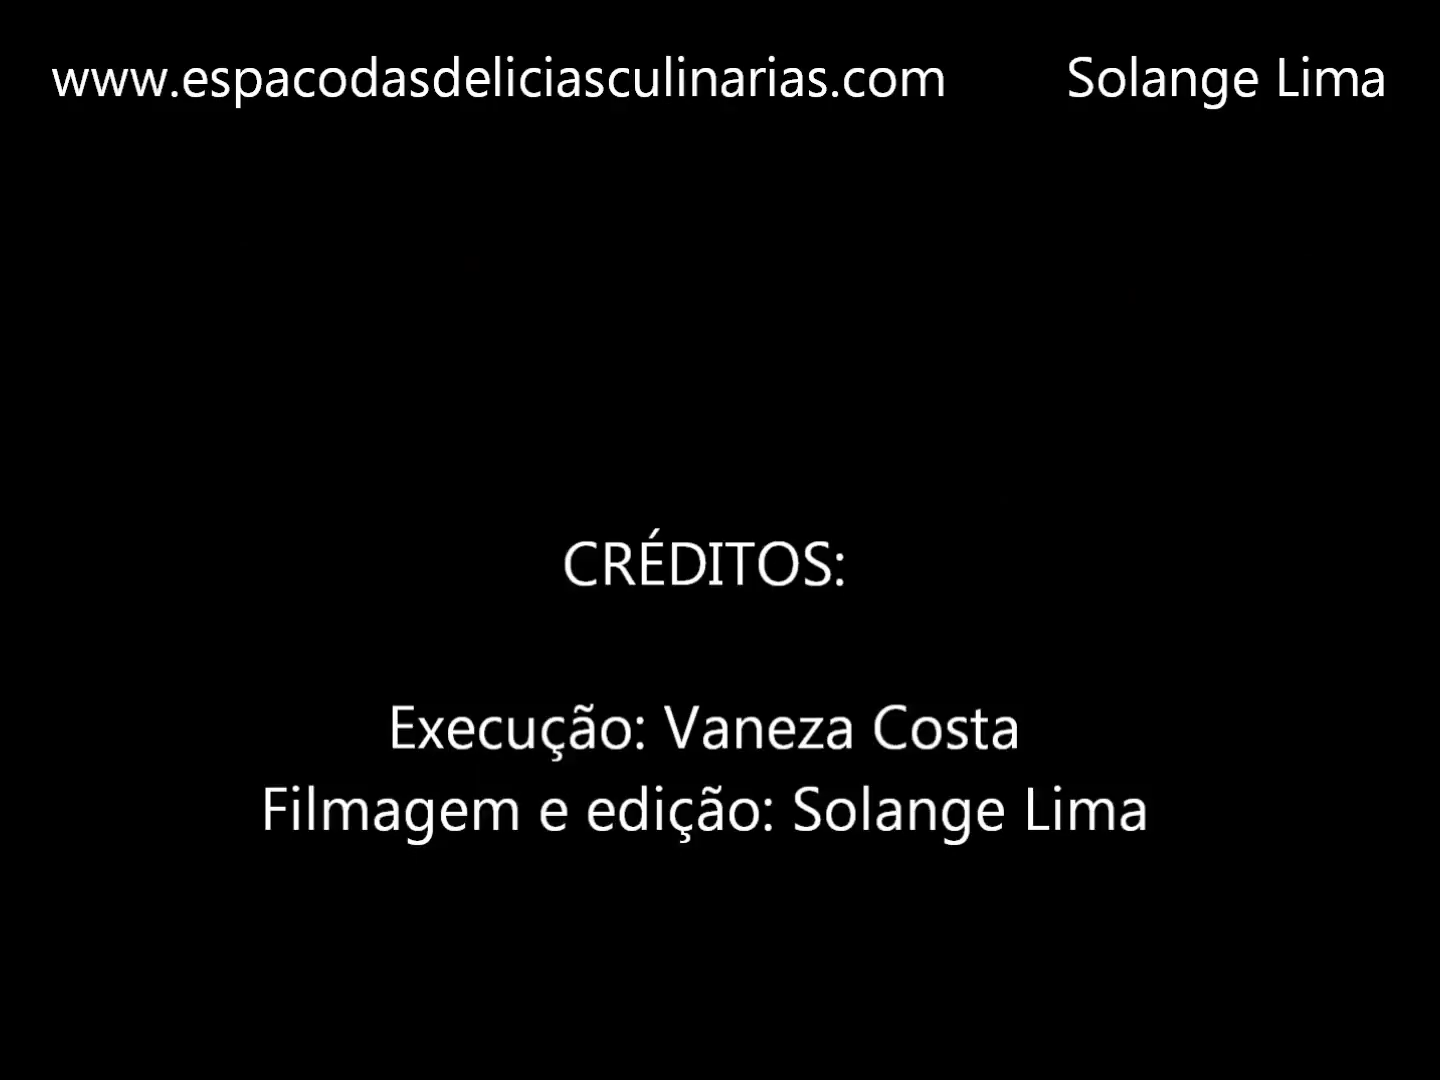 www.espacodasdeliciasculinarias.com Solange Lima
CRÉDITOS:
Execução: Vaneza Costa
Filmagem e edição: Solange Lima